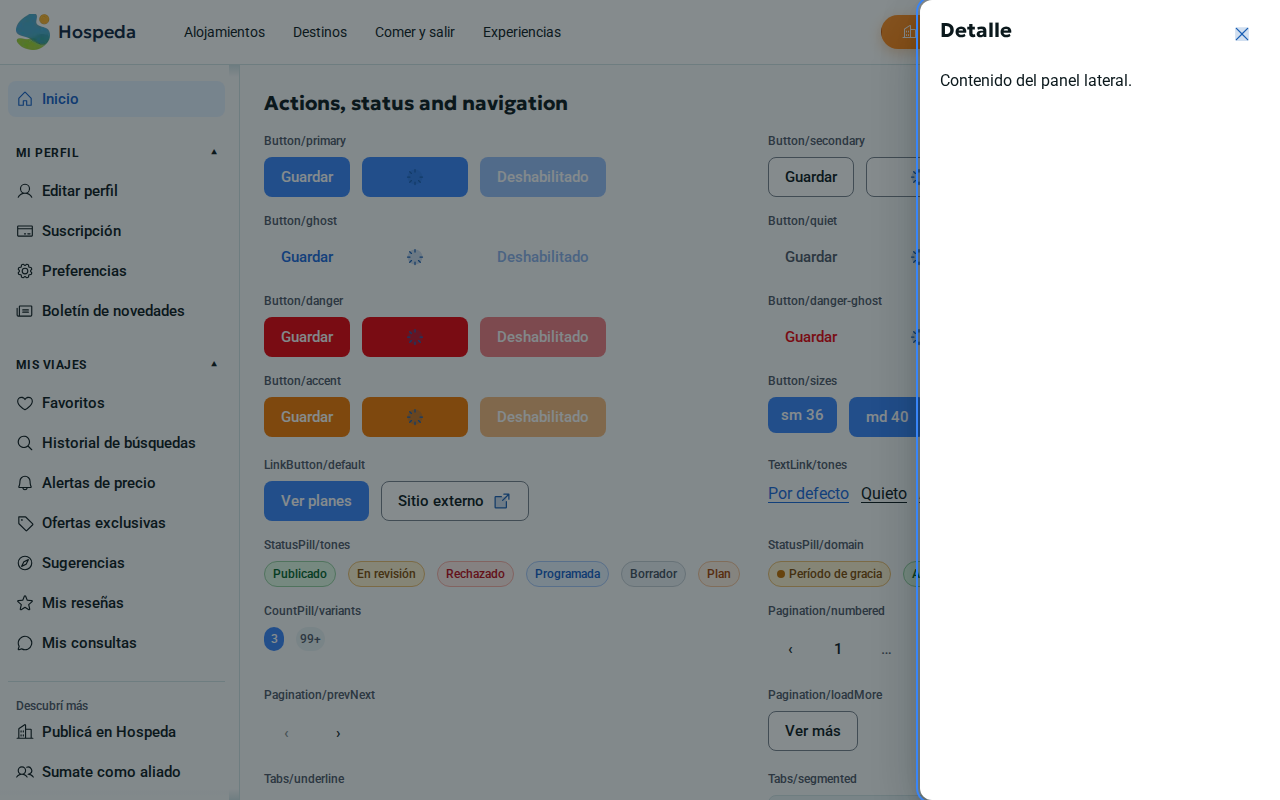 Hospeda
Alojamientos
Destinos
Comer y salir
Experiencias
Inicio
MI PERFIL
Editar perfil
Suscripción
Preferencias
Boletín de novedades
MIS VIAJES
Favoritos
Historial de búsquedas
Alertas de precio
Ofertas exclusivas
Sugerencias
Mis reseñas
Mis consultas
Descubrí más
Publicá en Hospeda
Sumate como aliado
Actions, status and navigation
Button/primary
Guardar
Deshabilitado
Button/secondary
Guardar
Button/ghost
Guardar
Deshabilitado
Button/quiet
Guardar
Button/danger
Guardar
Deshabilitado
Button/danger-ghost
Guardar
Button/accent
Guardar
Deshabilitado
Button/sizes
sm 36
md 40
LinkButton/default
Ver planes
Sitio externo
TextLink/tones
Por defecto
Quieto
StatusPill/tones
Publicado
En revisión
Rechazado
Programada
Borrador
Plan
StatusPill/domain
Período de gracia
CountPill/variants
3
99+
Pagination/numbered
‹
1
…
Pagination/prevNext
‹
›
Pagination/loadMore
Ver más
Tabs/underline
Tabs/segmented
Detalle
Contenido del panel lateral.